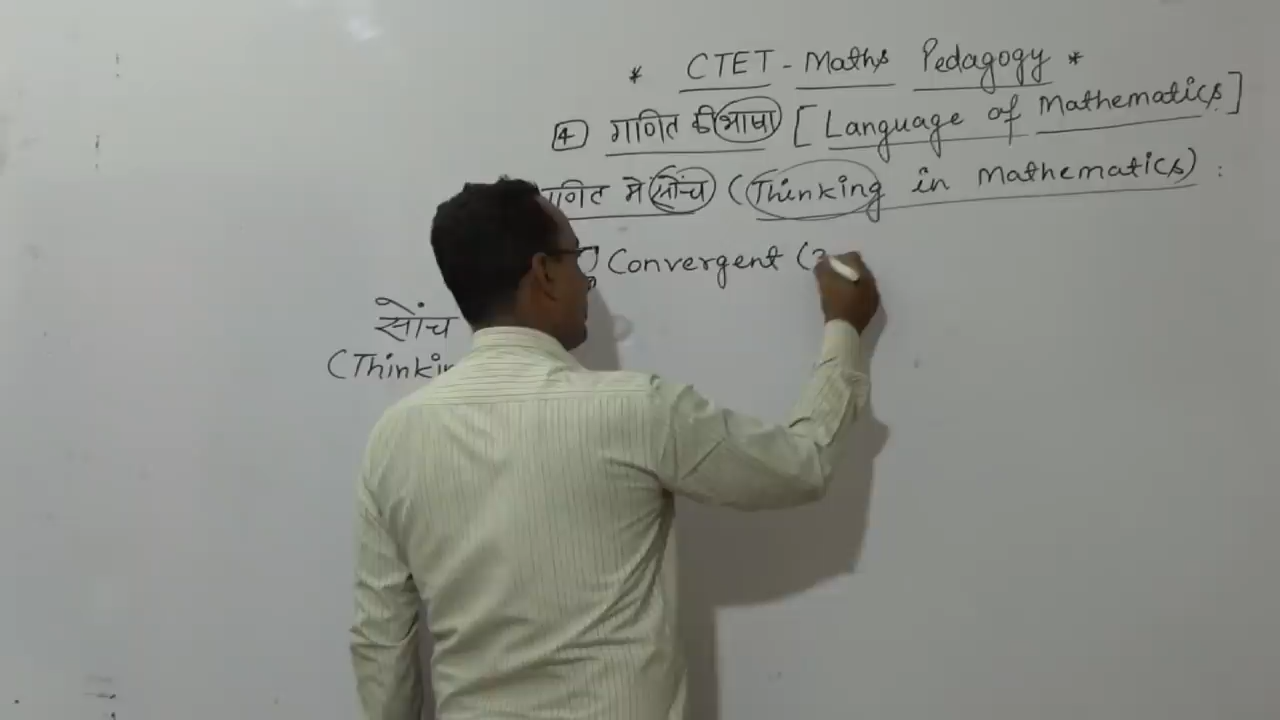 * CTET - Maths Pedagogy *
4 गणित की भाषा [Language of Mathematics]
गणित मे सोंच (Thinking in Mathematics) :
Convergent (
सोंच
(Thinkin